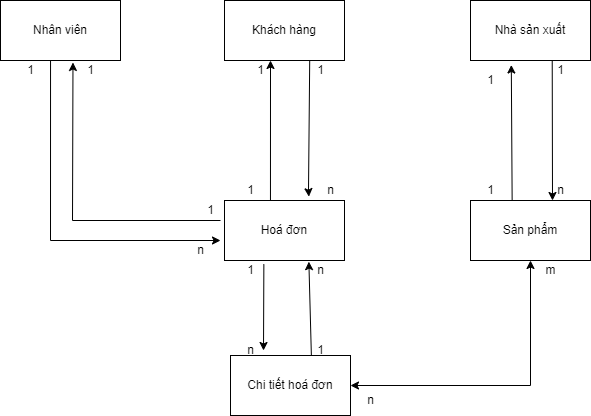 Nhân viên
Khách hàng
Nhà sản xuất
1
1
1
1
1
1
1
1
n
1
n
1
n
Hoá đơn
Sản phẩm
1
n
m
n
1
Chi tiết hoá đơn
n